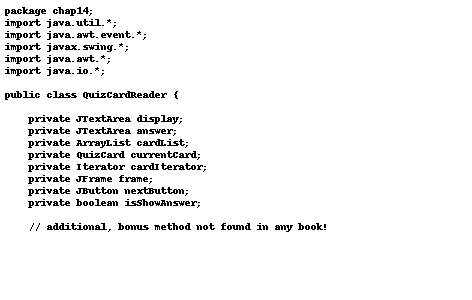 package chap14;
import java.util.*;
import java.awt.event.*;
import javax.swing.*;
import java.awt.*;
import java.io.*;
public class QuizCardReader {
private JTextArea display;
private JTextArea answer;
private ArrayList cardList;
private QuizCard currentCard;
private Iterator cardIterator;
private JFrame frame;
private JButton nextButton;
private boolean isShowAnswer;
// additional, bonus method not found in any book!